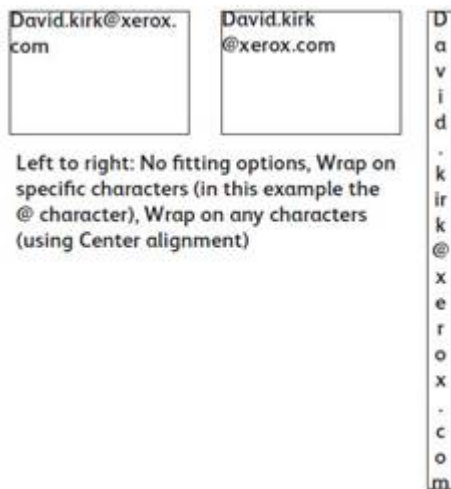 David.kirk@xerox.
com
David.kirk
@xerox.com
Left to right: No fitting options, Wrap on
specific characters (in this example the
@ character), Wrap on any characters
(using Center alignment)
D
a
v
i
d
.
k
ir
k
@
x
e
r
o
x
.
c
o
m